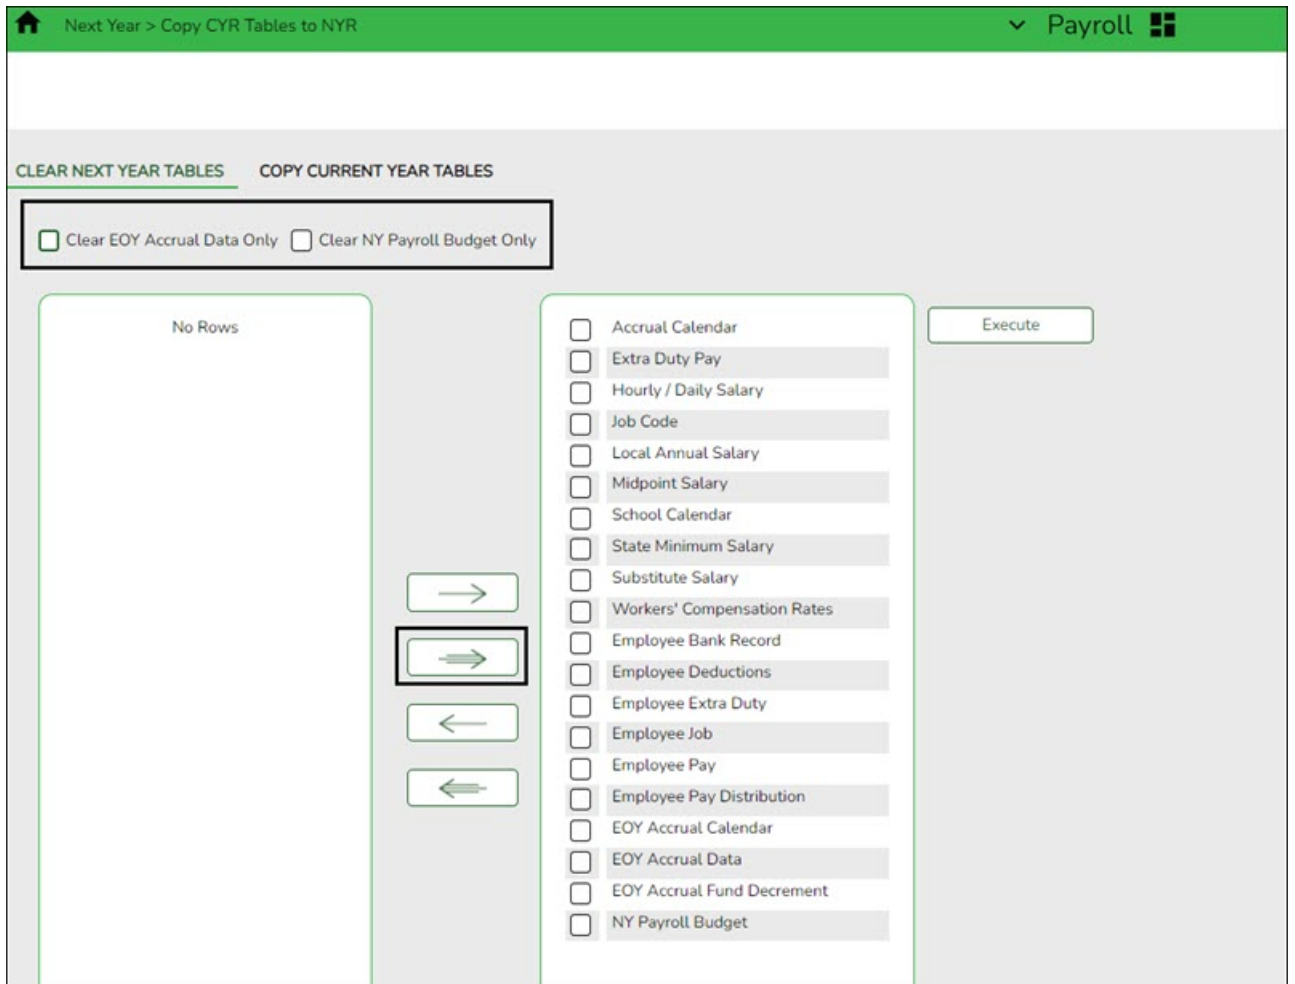 Next Year > Copy CYR Tables to NYR
Payroll
CLEAR NEXT YEAR TABLES COPY CURRENT YEAR TABLES
Clear EOY Accrual Data Only Clear NY Payroll Budget Only
No Rows
Accrual Calendar
Extra Duty Pay
Hourly / Daily Salary
Job Code
Local Annual Salary
Midpoint Salary
School Calendar
State Minimum Salary
Substitute Salary
Workers' Compensation Rates
Employee Bank Record
Employee Deductions
Employee Extra Duty
Employee Job
Employee Pay
Employee Pay Distribution
EOY Accrual Calendar
EOY Accrual Data
EOY Accrual Fund Decrement
NY Payroll Budget
Execute